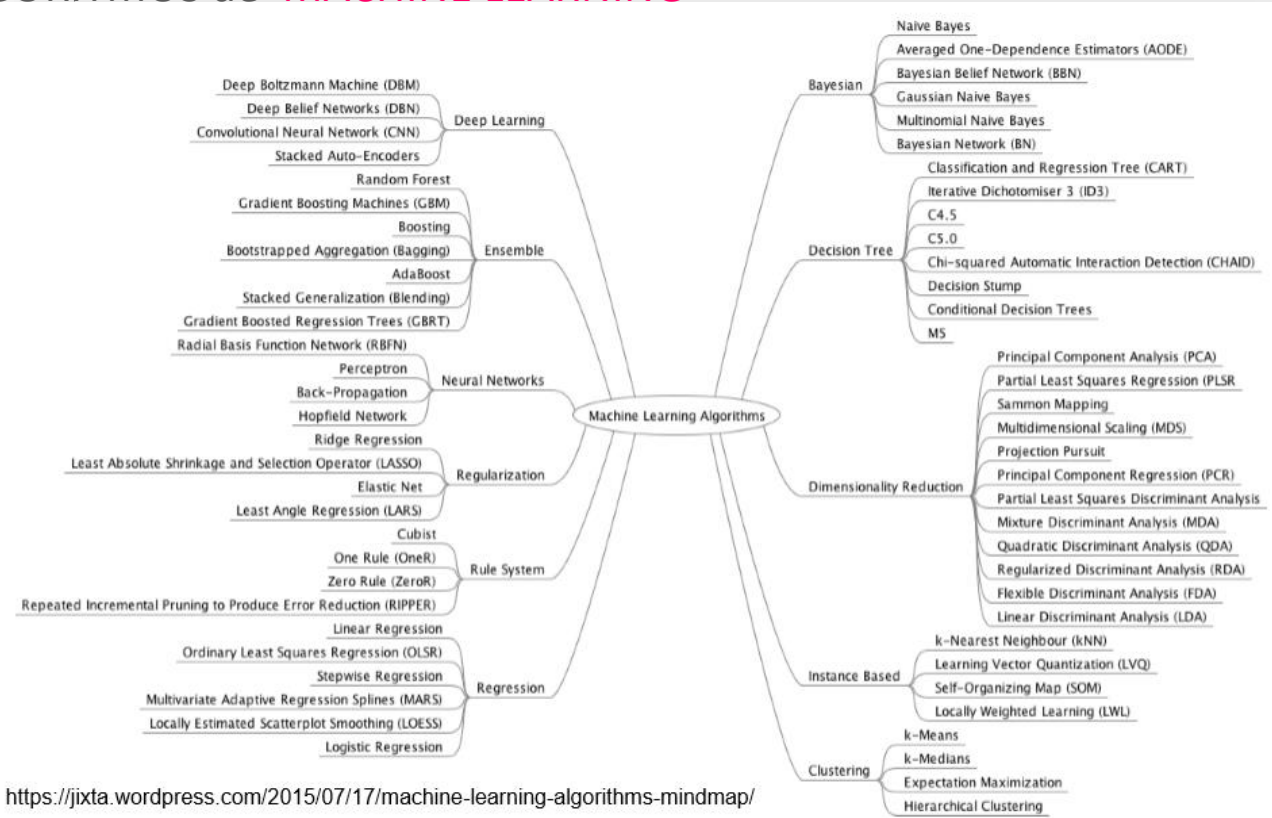 MACHINE LEARNING
Deep Boltzmann Machine (DBM)
Deep Belief Networks (DBN)
Convolutional Neural Network (CNN)
Stacked Auto-Encoders
Deep Learning
Random Forest
Gradient Boosting Machines (GBM)
Boosting
Bootstrapped Aggregation (Bagging)
AdaBoost
Stacked Generalization (Blending)
Gradient Boosted Regression Trees (GBRT)
Ensemble
Radial Basis Function Network (RBFN)
Perceptron
Back-Propagation
Hopfield Network
Neural Networks
Ridge Regression
Least Absolute Shrinkage and Selection Operator (LASSO)
Elastic Net
Least Angle Regression (LARS)
Regularization
Cubist
One Rule (OneR)
Zero Rule (ZeroR)
Repeated Incremental Pruning to Produce Error Reduction (RIPPER)
Rule System
Linear Regression
Ordinary Least Squares Regression (OLSR)
Stepwise Regression
Multivariate Adaptive Regression Splines (MARS)
Locally Estimated Scatterplot Smoothing (LOESS)
Logistic Regression
Regression
Machine Learning Algorithms
Bayesian
Naive Bayes
Averaged One-Dependence Estimators (AODE)
Bayesian Belief Network (BBN)
Gaussian Naive Bayes
Multinomial Naive Bayes
Bayesian Network (BN)
Decision Tree
Classification and Regression Tree (CART)
Iterative Dichotomiser 3 (ID3)
C4.5
C5.0
Chi-squared Automatic Interaction Detection (CHAID)
Decision Stump
Conditional Decision Trees
M5
Dimensionality Reduction
Principal Component Analysis (PCA)
Partial Least Squares Regression (PLSR
Sammon Mapping
Multidimensional Scaling (MDS)
Projection Pursuit
Principal Component Regression (PCR)
Partial Least Squares Discriminant Analysis
Mixture Discriminant Analysis (MDA)
Quadratic Discriminant Analysis (QDA)
Regularized Discriminant Analysis (RDA)
Flexible Discriminant Analysis (FDA)
Linear Discriminant Analysis (LDA)
Instance Based
k-Nearest Neighbour (kNN)
Learning Vector Quantization (LVQ)
Self-Organizing Map (SOM)
Locally Weighted Learning (LWL)
Clustering
k-Means
k-Medians
Expectation Maximization
Hierarchical Clustering
https://jixta.wordpress.com/2015/07/17/machine-learning-algorithms-mindmap/